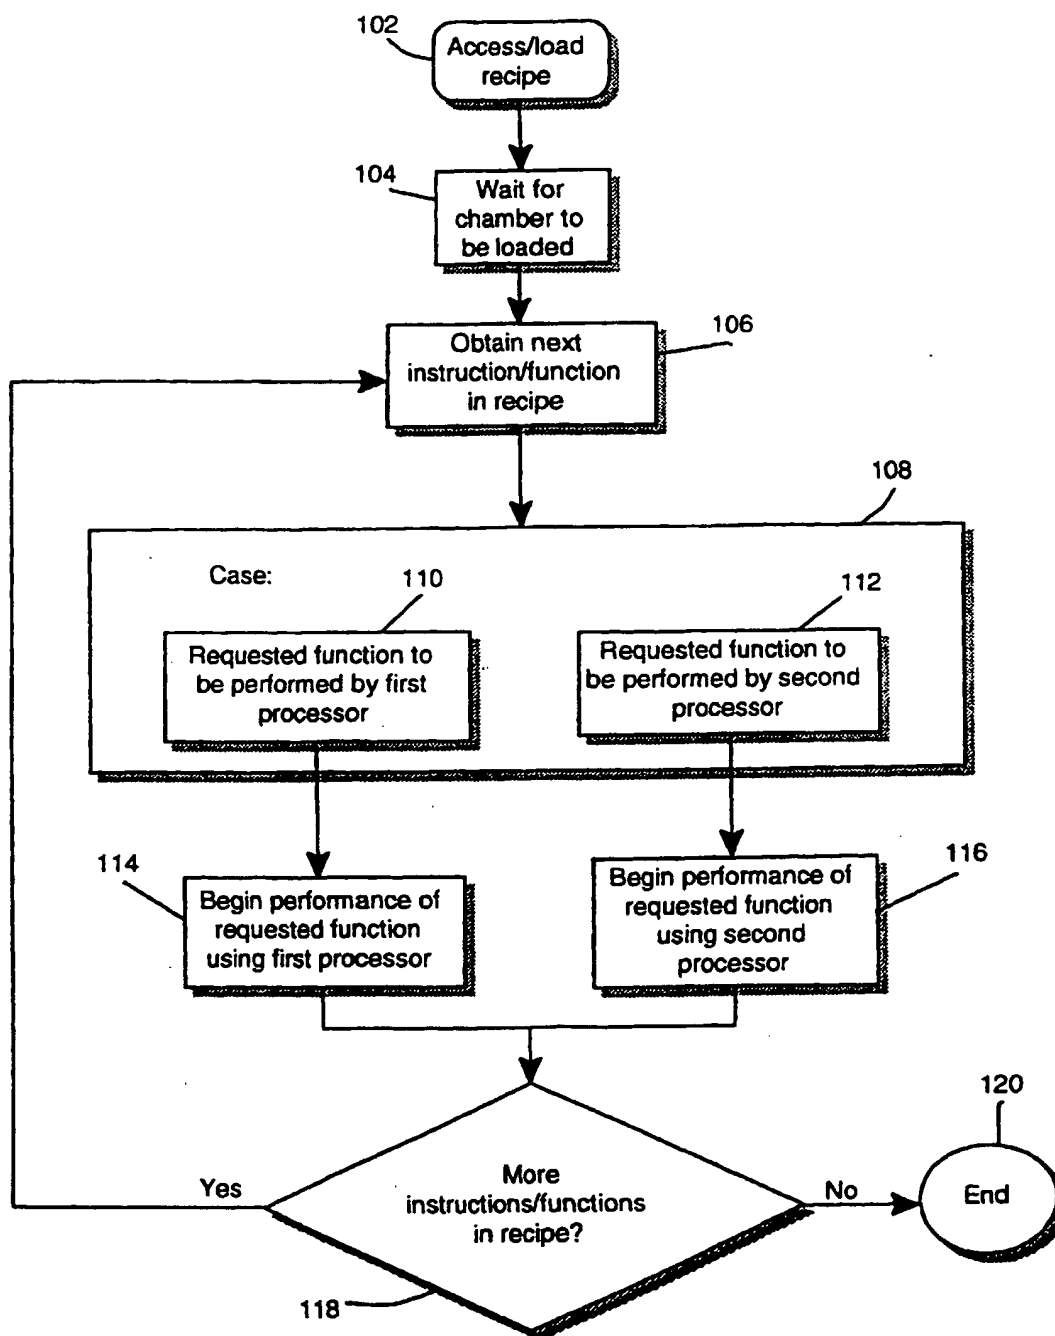 102
Access/load
recipe
104
Wait for
chamber to
be loaded
106
Obtain next
instruction/function
in recipe
108
Case:
110
112
Requested function to
be performed by first
processor
Requested function to
be performed by second
processor
114
116
Begin performance of
requested function
using first processor
Begin performance of
requested function
using second
processor
120
Yes
More
instructions/functions
in recipe?
No
End
118